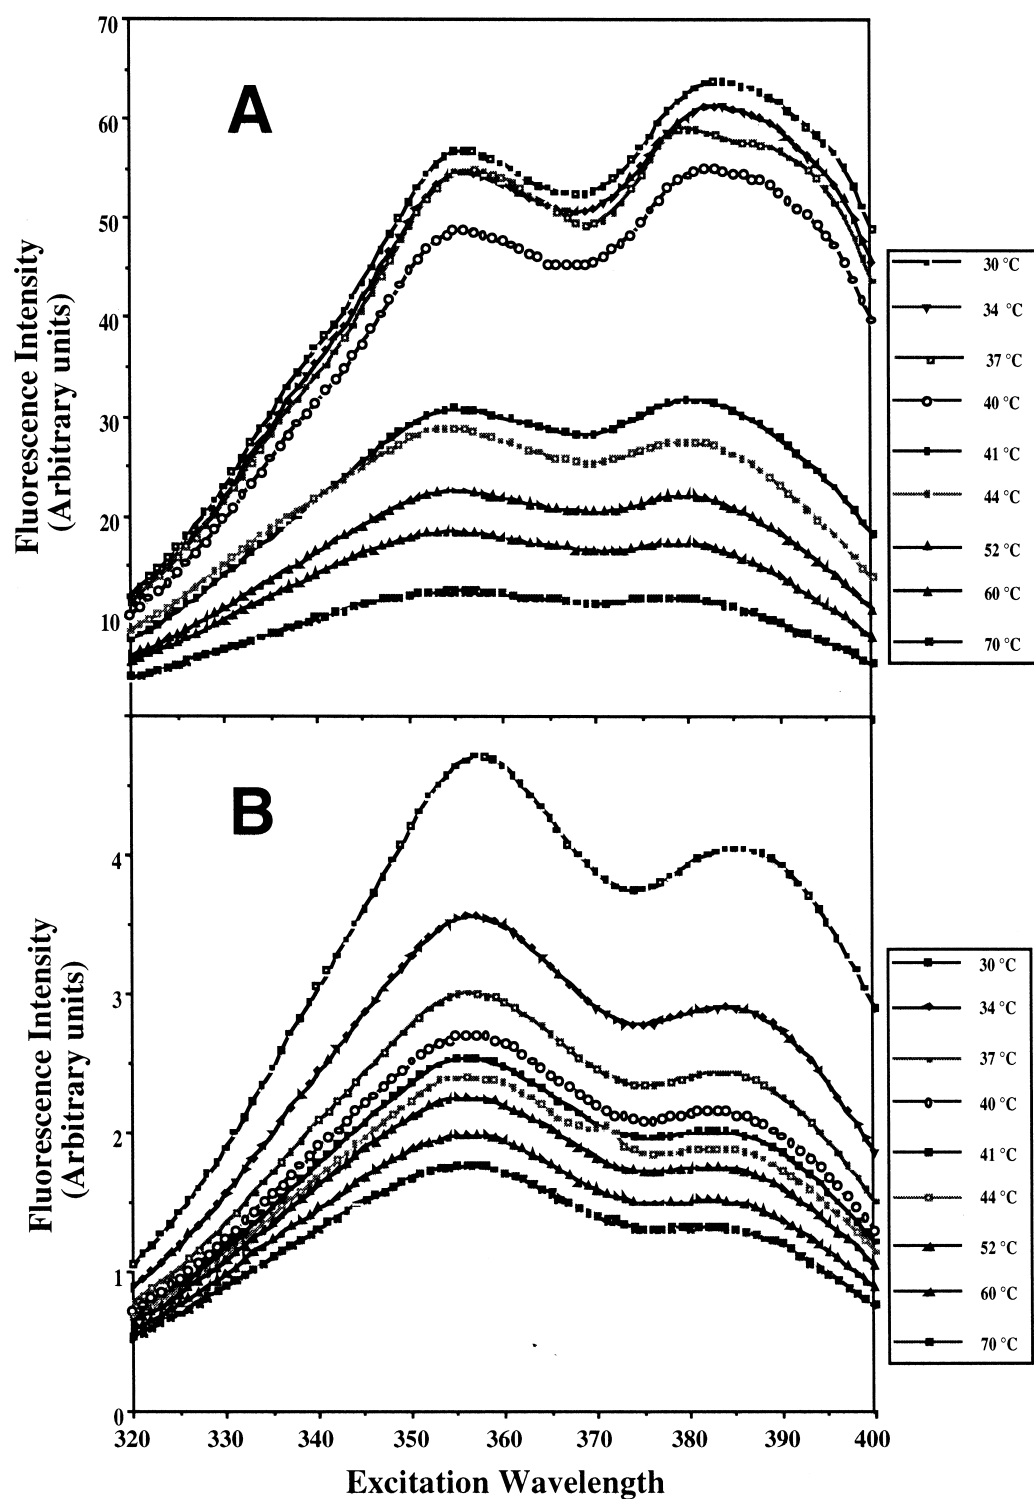 70
60
50
40
30
20
10
A
Fluorescence Intensity
(Arbitrary units)
30 °C
34 °C
37 °C
40 °C
41 °C
44 °C
52 °C
60 °C
70 °C
B
4
3
2
1
0
Fluorescence Intensity
(Arbitrary units)
30 °C
34 °C
37 °C
40 °C
41 °C
44 °C
52 °C
60 °C
70 °C
320 330 340 350 360 370 380 390 400
Excitation Wavelength